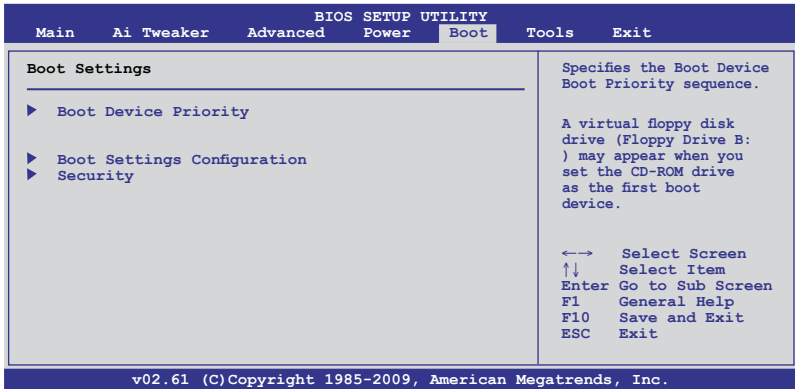 BIOS SETUP UTILITY
Main Ai Tweaker Advanced Power Boot Tools Exit
Boot Settings
Boot Device Priority
Boot Settings Configuration
Security
Specifies the Boot Device
Boot Priority sequence.
A virtual floppy disk
drive (Floppy Drive B:
) may appear when you
set the CD-ROM drive
as the first boot
device.
←→ Select Screen
↑↓ Select Item
Enter Go to Sub Screen
F1 General Help
F10 Save and Exit
ESC Exit
v02.61 (C)Copyright 1985-2009, American Megatrends, Inc.